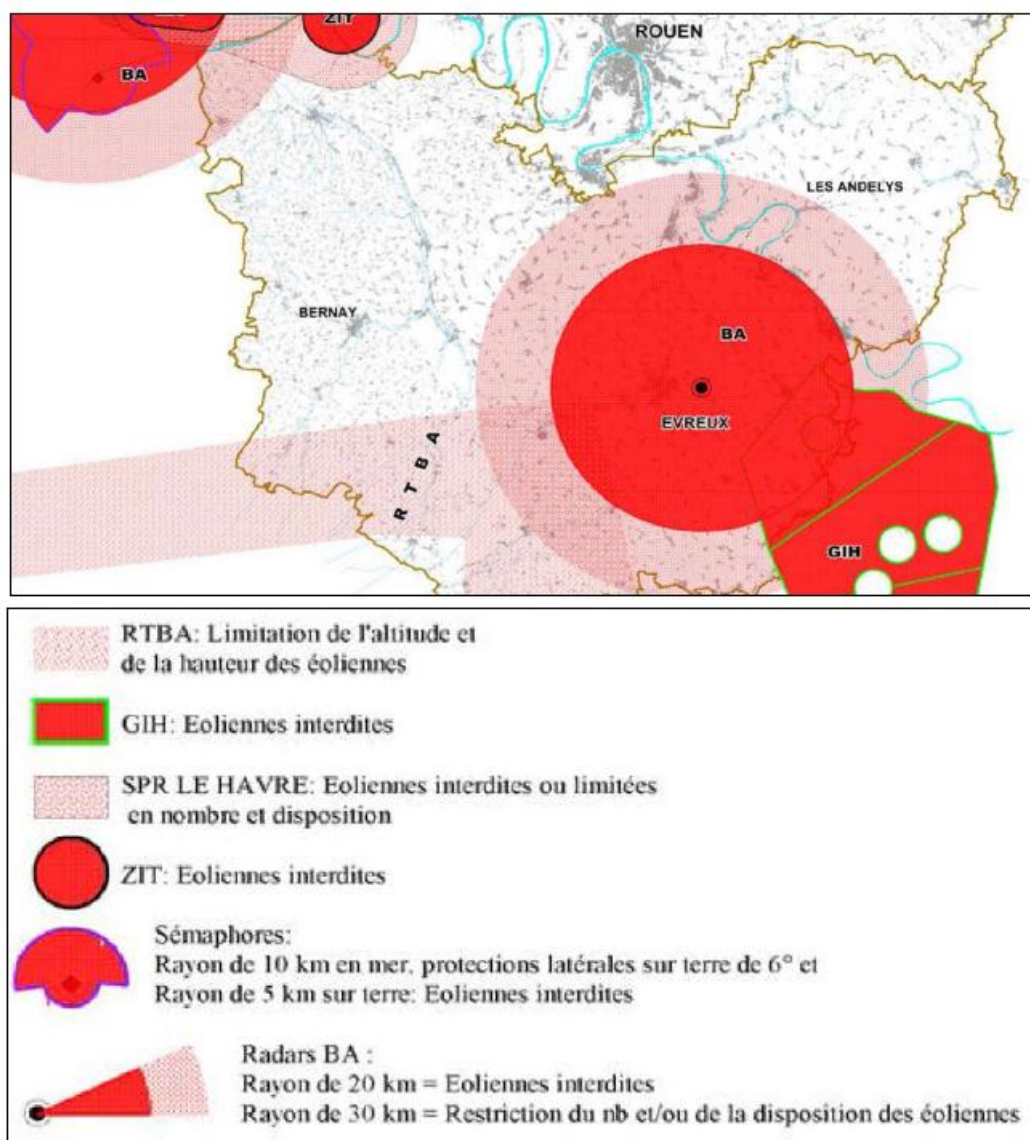 ZIT
ROUEN
BA
LES ANDELYS
BERNAY
BA
EVREUX
RTBA
GIH
RTBA: Limitation de l'altitude et
de la hauteur des éoliennes
GIH: Eoliennes interdites
SPR LE HAVRE: Eoliennes interdites ou limitées
en nombre et disposition
ZIT: Eoliennes interdites
Sémaphores:
Rayon de 10 km en mer, protections latérales sur terre de 6° et
Rayon de 5 km sur terre: Eoliennes interdites
Radars BA :
Rayon de 20 km = Eoliennes interdites
Rayon de 30 km = Restriction du nb et/ou de la disposition des éoliennes